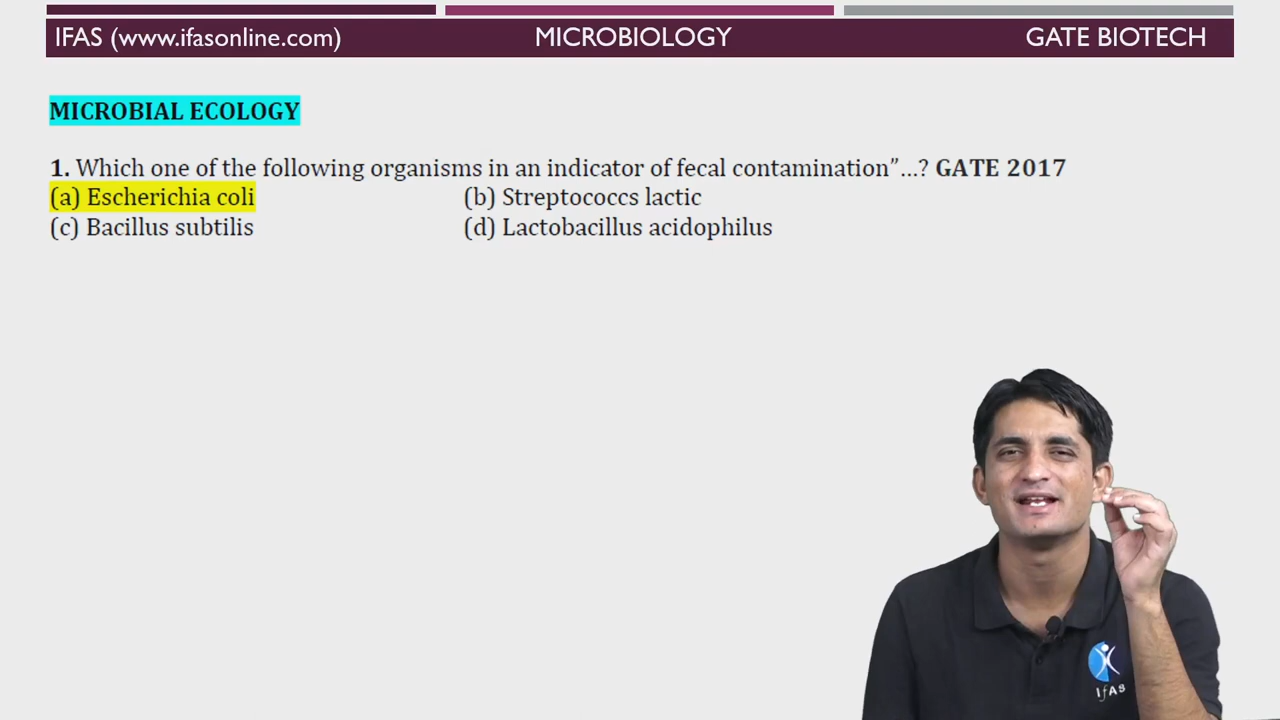 IFAS (www.ifasonline.com) MICROBIOLOGY GATE BIOTECH
MICROBIAL ECOLOGY
1. Which one of the following organisms in an indicator of fecal contamination”...? GATE 2017
(a) Escherichia coli (b) Streptococcs lactic
(c) Bacillus subtilis (d) Lactobacillus acidophilus
IfAS